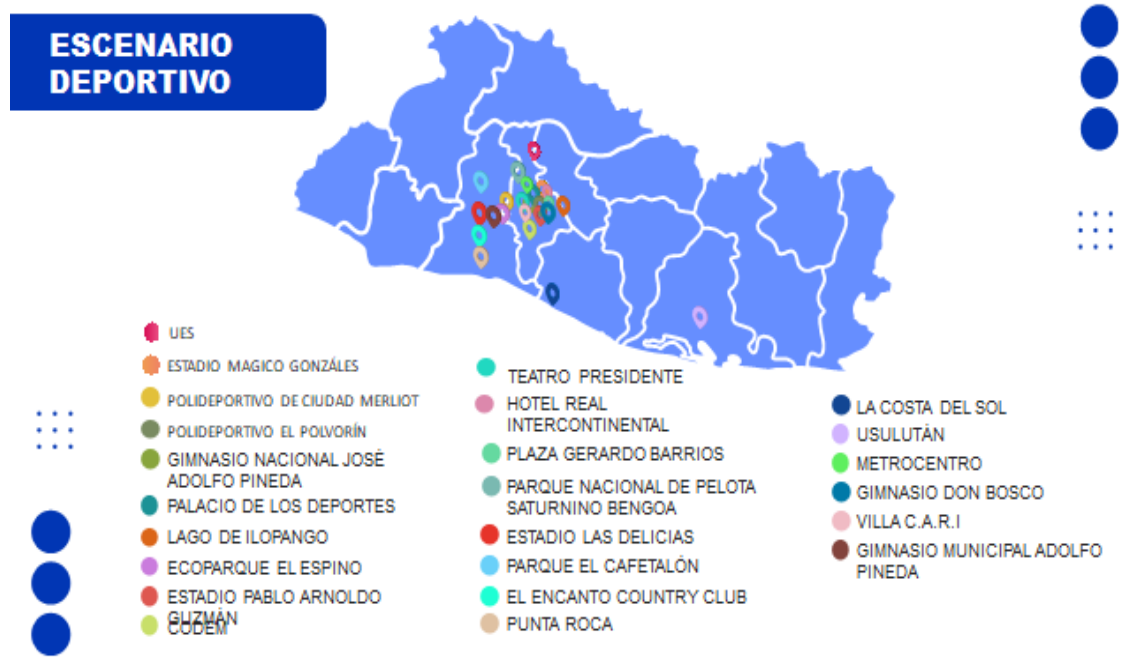 ESCENARIO
DEPORTIVO
UES
ESTADIO MAGICO GONZÁLES
POLIDEPORTIVO DE CIUDAD MERLIOT
POLIDEPORTIVO EL POLVORÍN
GIMNASIO NACIONAL JOSÈ
ADOLFO PINEDA
PALACIO DE LOS DEPORTES
LAGO DE ILOPANGO
ECOPARQUE EL ESPINO
ESTADIO PABLO ARNOLDO
GUZMÀN
CODEM
TEATRO PRESIDENTE
HOTEL REAL
INTERCONTINENTAL
PLAZA GERARDO BARRIOS
PARQUE NACIONAL DE PELOTA
SATURNINO BENGOA
ESTADIO LAS DELICIAS
PARQUE EL CAFETALÓN
EL ENCANTO COUNTRY CLUB
PUNTA ROCA
LA COSTA DEL SOL
USULUTÁN
METROCENTRO
GIMNASIO DON BOSCO
VILLA C.A.R.I
GIMNASIO MUNICIPAL ADOLFO
PINEDA